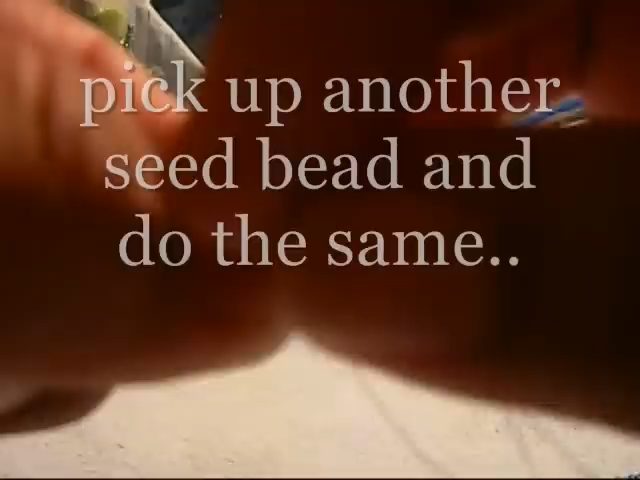 pick up another
seed bead and
do the same..